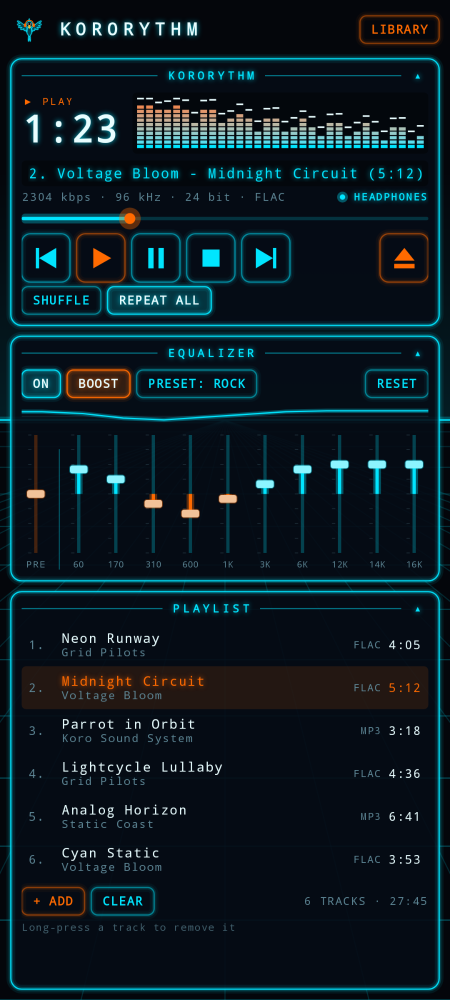 KORORYTHM
LIBRARY
KORORYTHM ▲
▶ PLAY
1:23
2. Voltage Bloom - Midnight Circuit (5:12)
2304 kbps · 96 kHz · 24 bit · FLAC
HEADPHONES
SHUFFLE
REPEAT ALL
EQUALIZER ▲
ON
BOOST
PRESET: ROCK
RESET
PRE 60 170 310 600 1K 3K 6K 12K 14K 16K
PLAYLIST ▲
1. Neon Runway FLAC 4:05
Grid Pilots
2. Midnight Circuit FLAC 5:12
Voltage Bloom
3. Parrot in Orbit MP3 3:18
Koro Sound System
4. Lightcycle Lullaby FLAC 4:36
Grid Pilots
5. Analog Horizon MP3 6:41
Static Coast
6. Cyan Static FLAC 3:53
Voltage Bloom
+ ADD
CLEAR
6 TRACKS · 27:45
Long-press a track to remove it